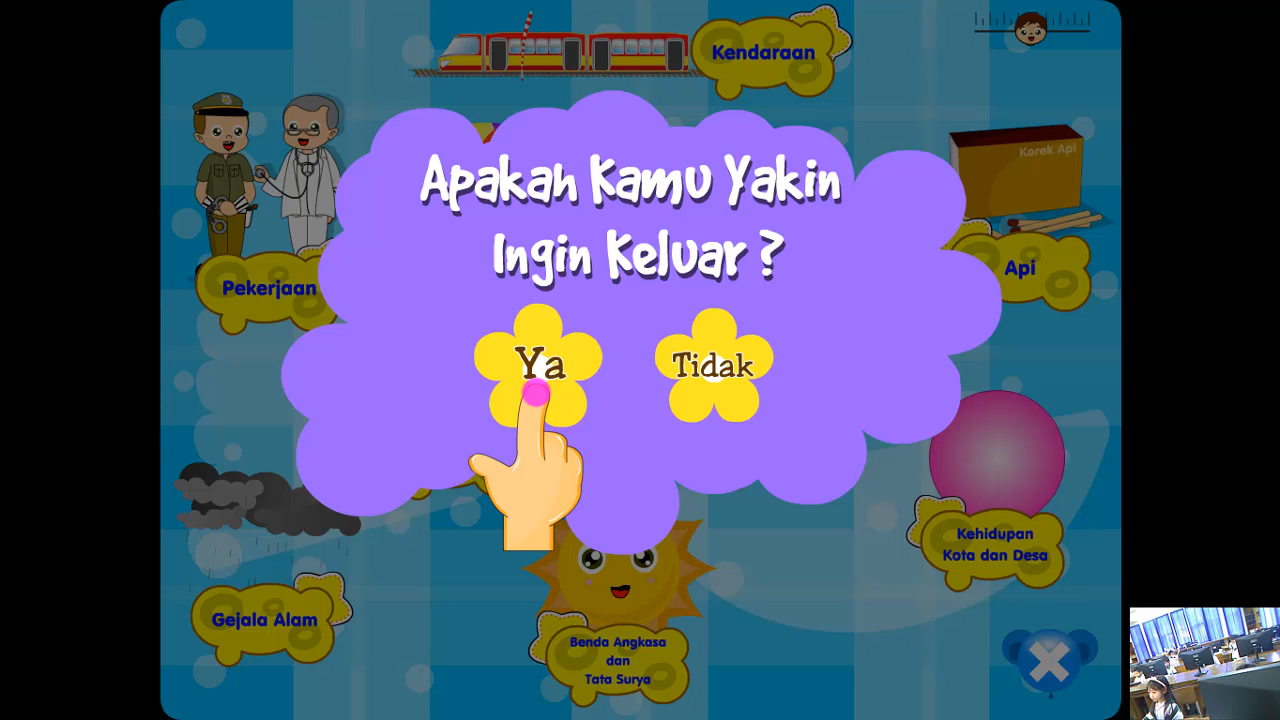 Kendaraan
Korek Api
Apakah Kamu Yakin
Ingin Keluar ?
Pekerjaan
Api
Ya
Tidak
Kehidupan
Kota dan Desa
Gejala Alam
Benda Angkasa
dan
Tata Surya